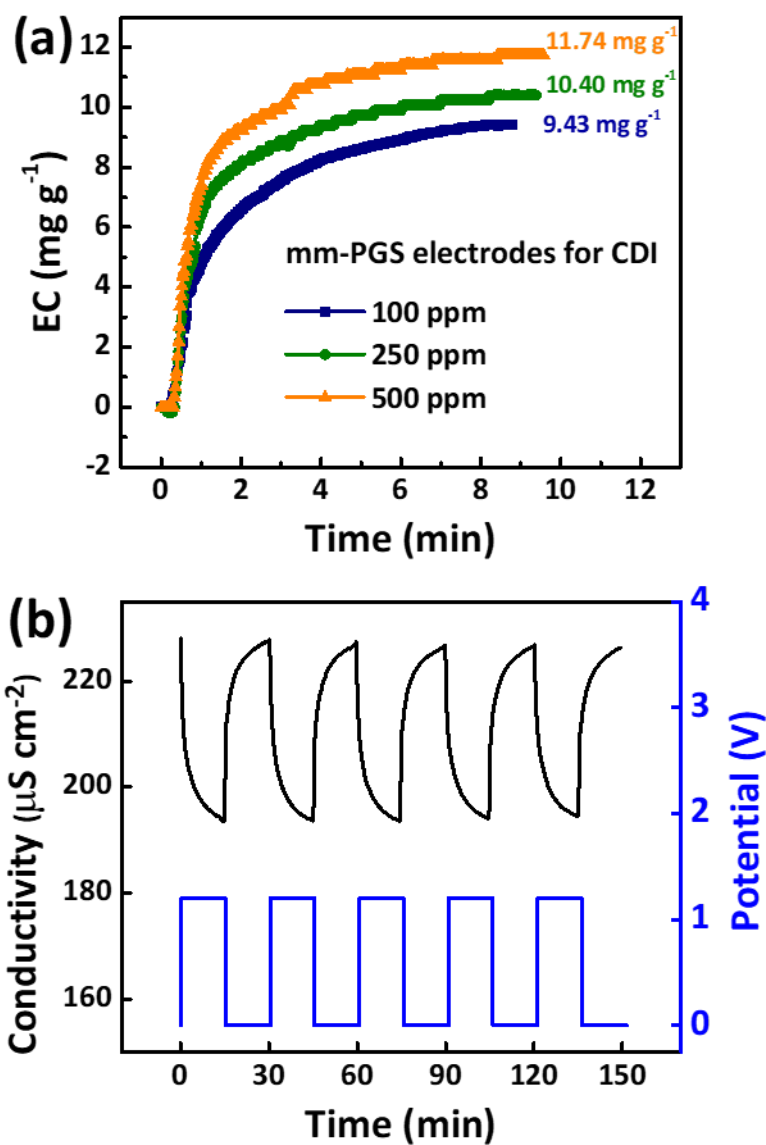 (a)
EC (mg g⁻¹)
12
10
8
6
4
2
0
-2
11.74 mg g⁻¹
10.40 mg g⁻¹
9.43 mg g⁻¹
mm-PGS electrodes for CDI
100 ppm
250 ppm
500 ppm
0 2 4 6 8 10 12
Time (min)
(b)
Conductivity (μS cm⁻²)
220
200
180
160
4
3
2
1
0
Potential (V)
0 30 60 90 120 150
Time (min)